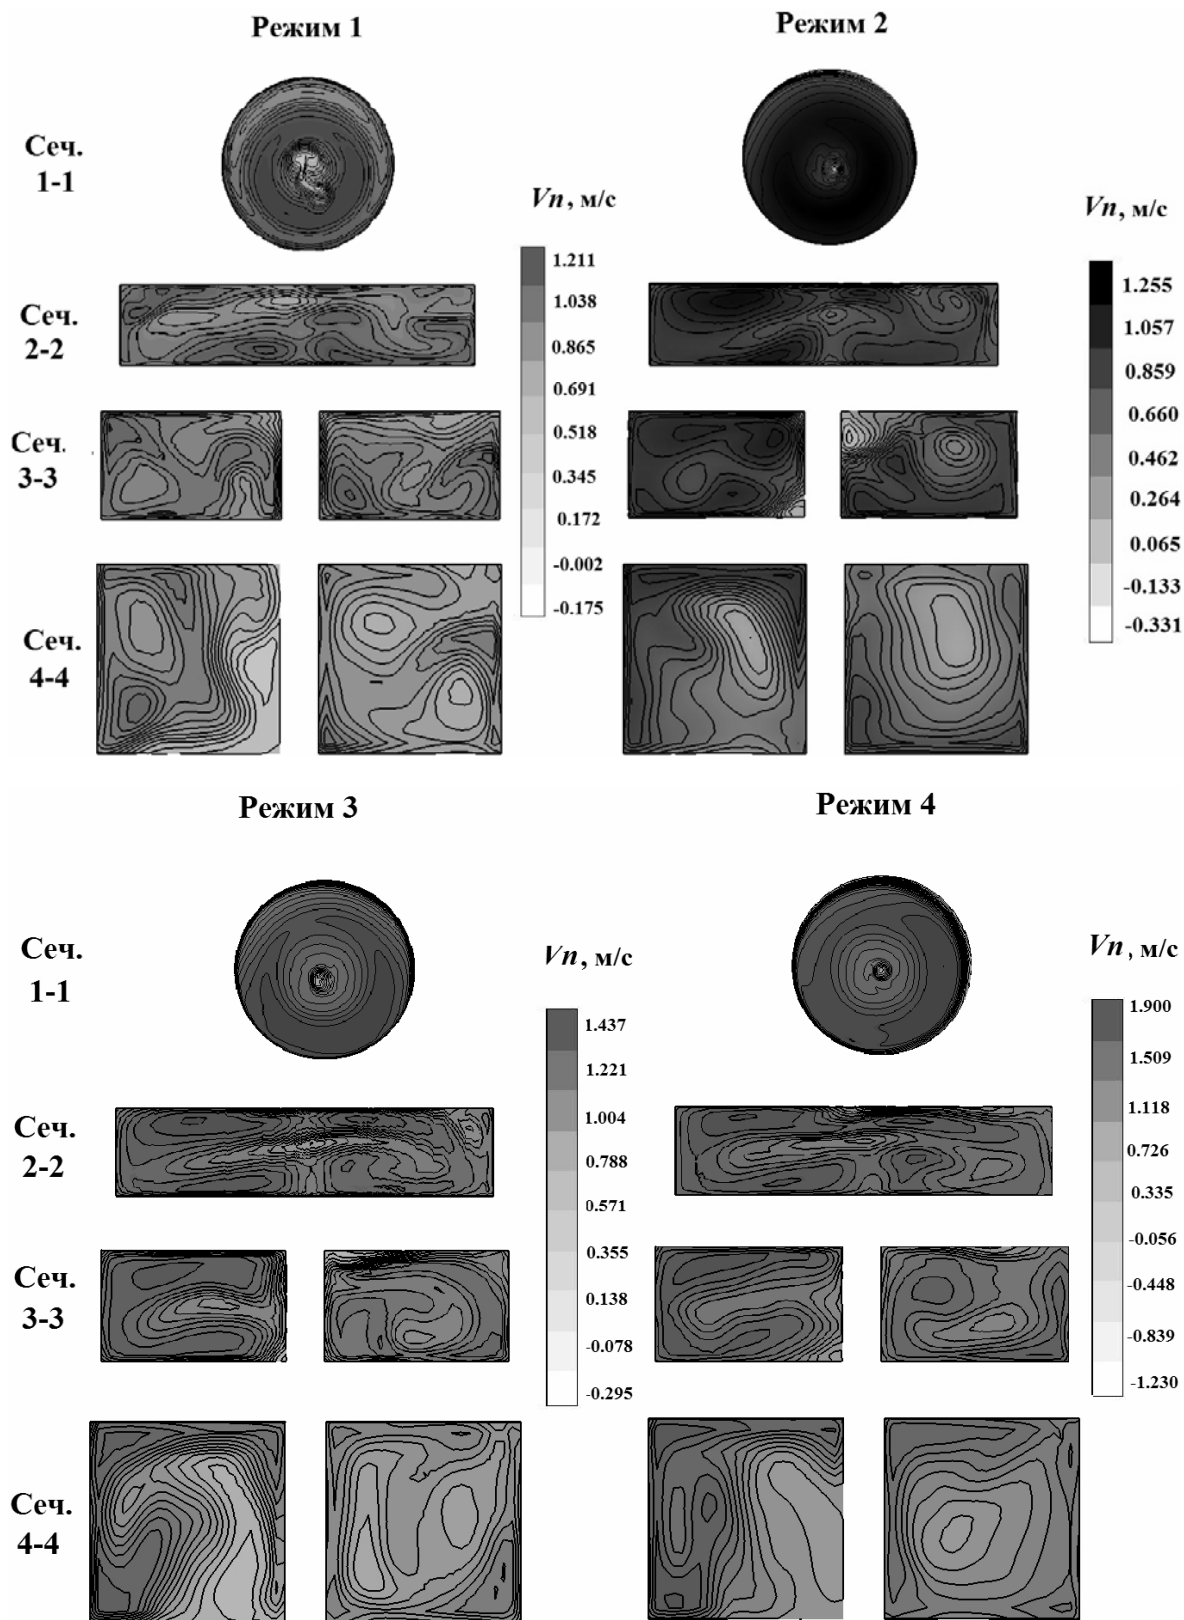 Режим 1
Режим 2
Сеч.
1-1
Vn, м/с
Vn, м/с
Сеч.
2-2
1.211
1.038
0.865
0.691
0.518
0.345
0.172
-0.002
-0.175
1.255
1.057
0.859
0.660
0.462
0.264
0.065
-0.133
-0.331
Сеч.
3-3
Сеч.
4-4
Режим 3
Режим 4
Сеч.
1-1
Vn, м/с
Vn, м/с
1.437
1.221
1.004
0.788
0.571
0.355
0.138
-0.078
-0.295
1.900
1.509
1.118
0.726
0.335
-0.056
-0.448
-0.839
-1.230
Сеч.
2-2
Сеч.
3-3
Сеч.
4-4